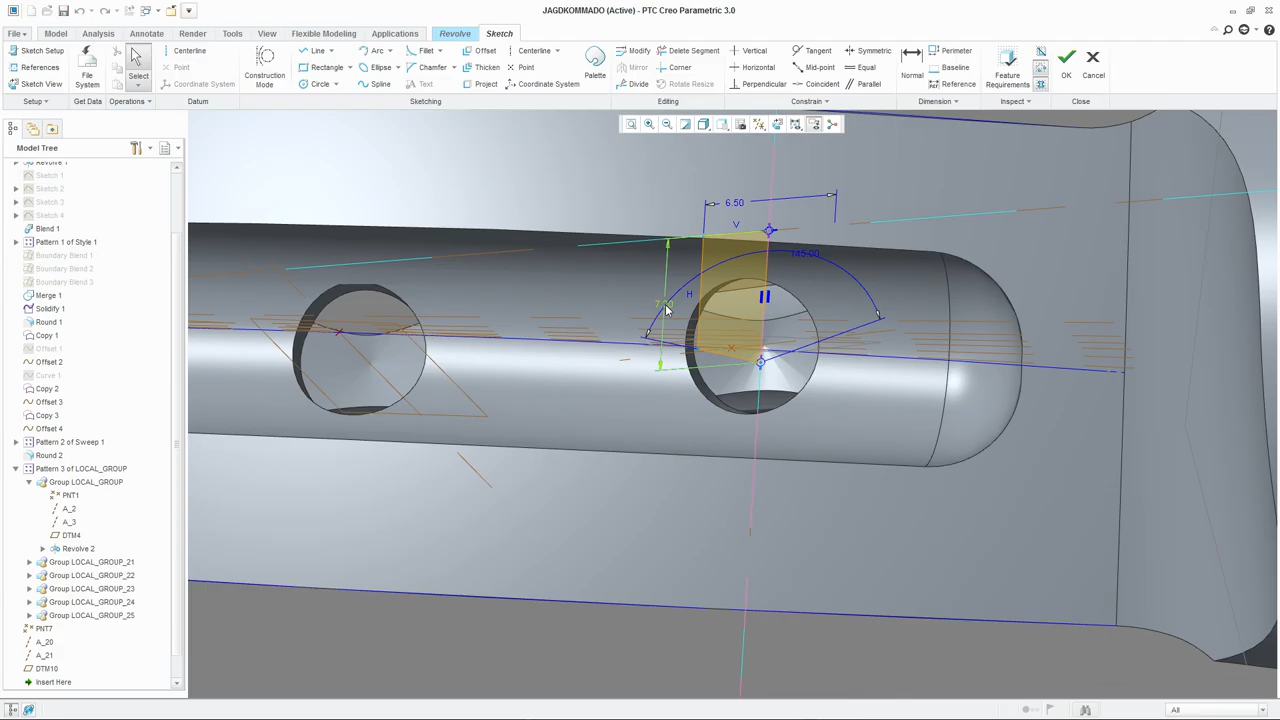 JAGDKOMMADO (Active) - PTC Creo Parametric 3.0
File Model Analysis Annotate Render Tools View Flexible Modeling Applications Revolve Sketch
Sketch Setup
References
Sketch View
Setup
File System
Get Data
Select
Operations
Centerline
Point
Coordinate System
Datum
Construction Mode
Line Arc Fillet Offset Centerline
Rectangle Ellipse Chamfer Thicken Point
Circle Spline Text Project Coordinate System
Palette
Sketching
Modify Delete Segment
Mirror Corner
Divide Rotate Resize
Editing
Vertical Tangent Symmetric
Horizontal Mid-point Equal
Perpendicular Coincident Parallel
Constrain
Normal
Perimeter
Baseline
Reference
Dimension
Feature Requirements
Inspect
OK
Cancel
Close
Model Tree
Revolve 1
Sketch 1
Sketch 2
Sketch 3
Sketch 4
Blend 1
Pattern 1 of Style 1
Boundary Blend 1
Boundary Blend 2
Boundary Blend 3
Merge 1
Solidify 1
Round 1
Copy 1
Offset 1
Offset 2
Curve 1
Copy 2
Offset 3
Copy 3
Offset 4
Pattern 2 of Sweep 1
Round 2
Pattern 3 of LOCAL_GROUP
Group LOCAL_GROUP
PNT1
A_2
A_3
DTM4
Revolve 2
Group LOCAL_GROUP_21
Group LOCAL_GROUP_22
Group LOCAL_GROUP_23
Group LOCAL_GROUP_24
Group LOCAL_GROUP_25
PNT7
A_20
A_21
DTM10
Insert Here
6.50
V
145.00
H
All